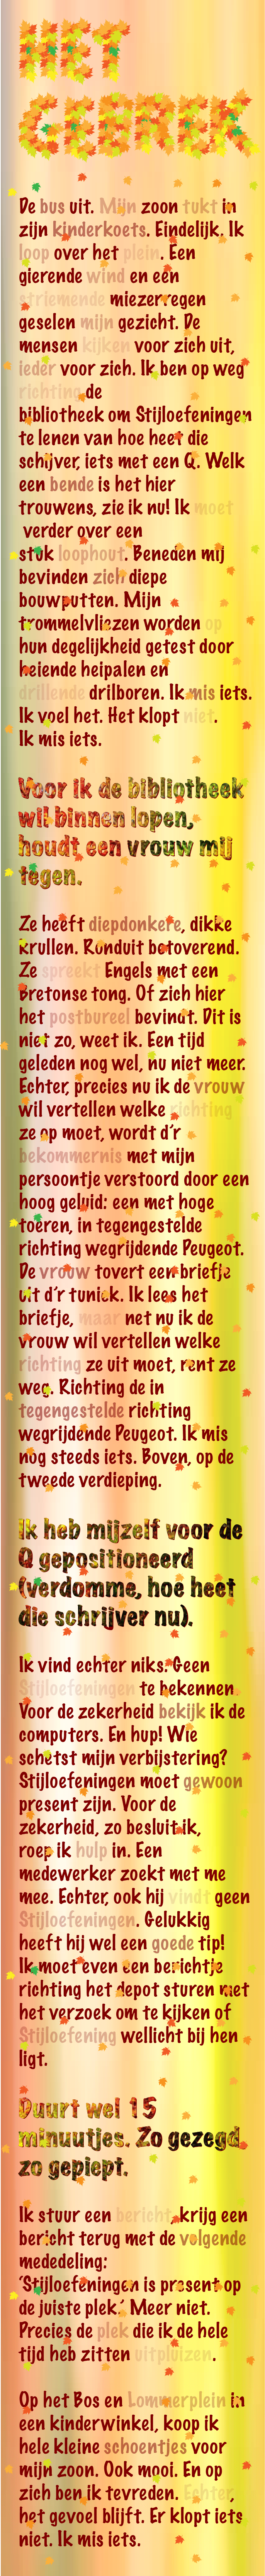 HET
GEBREK
De bus uit. Mijn zoon tukt in
zijn kinderkoets. Eindelijk. Ik
loop over het plein. Een
gierende wind en een
striemende miezerregen
geselen mijn gezicht. De
mensen kijken voor zich uit,
ieder voor zich. Ik ben op weg
richting de
bibliotheek om Stijloefeningen
te lenen van hoe heet die
schijver, iets met een Q. Welk
een bende is het hier
trouwens, zie ik nu! Ik moet
verder over een
stuk loophout. Beneden mij
bevinden zich diepe
bouwputten. Mijn
trommelvliezen worden op
hun degelijkheid getest door
heiende heipalen en
drillende drilboren. Ik mis iets.
Ik voel het. Het klopt niet.
Ik mis iets.
Voor ik de bibliotheek
wil binnen lopen,
houdt een vrouw mij
tegen.
Ze heeft diepdonkere, dikke
krullen. Ronduit betoverend.
Ze spreekt Engels met een
Bretonse tong. Of zich hier
het postbureel bevindt. Dit is
niet zo, weet ik. Een tijd
geleden nog wel, nu niet meer.
Echter, precies nu ik de vrouw
wil vertellen welke richting
ze op moet, wordt d’r
bekommernis met mijn
persoontje verstoord door een
hoog geluid: een met hoge
toeren, in tegengestelde
richting wegrijdende Peugeot.
De vrouw tovert een briefje
uit d’r tuniek. Ik lees het
briefje, maar net nu ik de
vrouw wil vertellen welke
richting ze uit moet, rent ze
weg. Richting de in
tegengestelde richting
wegrijdende Peugeot. Ik mis
nog steeds iets. Boven, op de
tweede verdieping.
Ik heb mijzelf voor de
Q gepositioneerd
(verdomme, hoe heet
die schrijver nu).
Ik vind echter niks. Geen
Stijloefeningen te bekennen.
Voor de zekerheid bekijk ik de
computers. En hup! Wie
schetst mijn verbijstering?
Stijloefeningen moet gewoon
present zijn. Voor de
zekerheid, zo besluit ik,
roep ik hulp in. Een
medewerker zoekt met me
mee. Echter, ook hij vindt geen
Stijloefeningen. Gelukkig
heeft hij wel een goede tip!
Ik moet even een berichtje
richting het depot sturen met
het verzoek om te kijken of
Stijloefening wellicht bij hen
ligt.
Duurt wel 15
minuutjes. Zo gezegd,
zo gepiept.
Ik stuur een bericht, krijg een
bericht terug met de volgende
mededeling:
‘Stijloefeningen is present op
de juiste plek.’ Meer niet.
Precies de plek die ik de hele
tijd heb zitten uitpluizen.
Op het Bos en Lommerplein in
een kinderwinkel, koop ik
hele kleine schoentjes voor
mijn zoon. Ook mooi. En op
zich ben ik tevreden. Echter,
het gevoel blijft. Er klopt iets
niet. Ik mis iets.